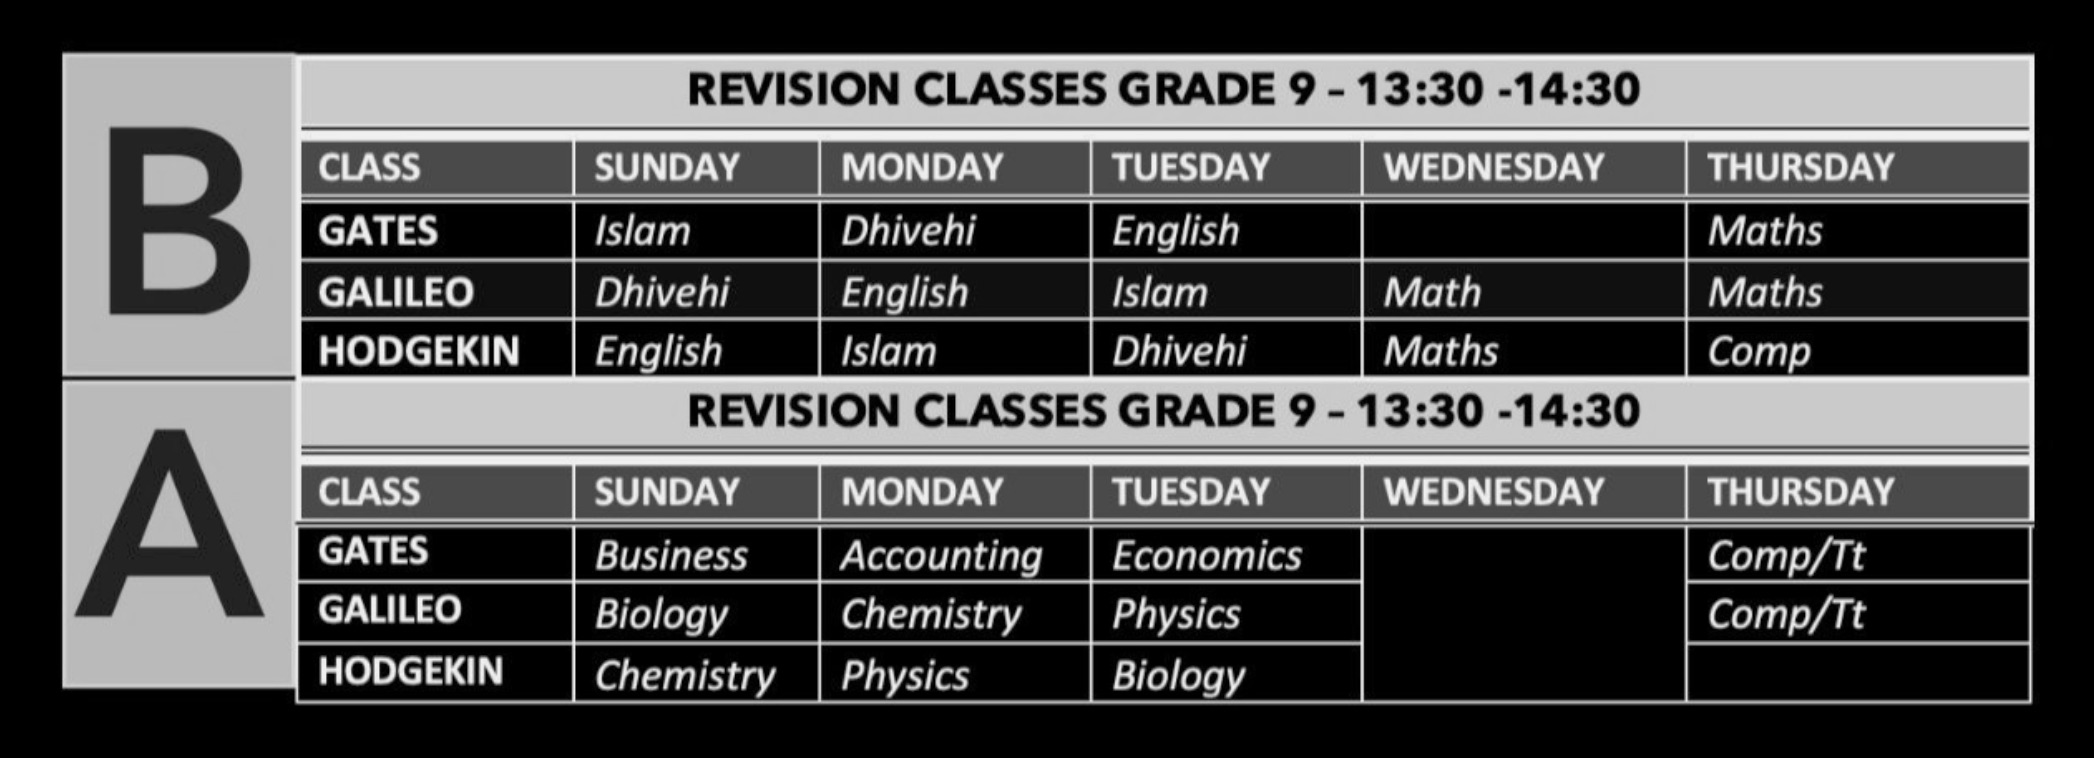 B
REVISION CLASSES GRADE 9 – 13:30 -14:30
CLASS SUNDAY MONDAY TUESDAY WEDNESDAY THURSDAY
GATES Islam Dhivehi English Maths
GALILEO Dhivehi English Islam Math Maths
HODGEKIN English Islam Dhivehi Maths Comp
A
REVISION CLASSES GRADE 9 – 13:30 -14:30
CLASS SUNDAY MONDAY TUESDAY WEDNESDAY THURSDAY
GATES Business Accounting Economics Comp/Tt
GALILEO Biology Chemistry Physics Comp/Tt
HODGEKIN Chemistry Physics Biology